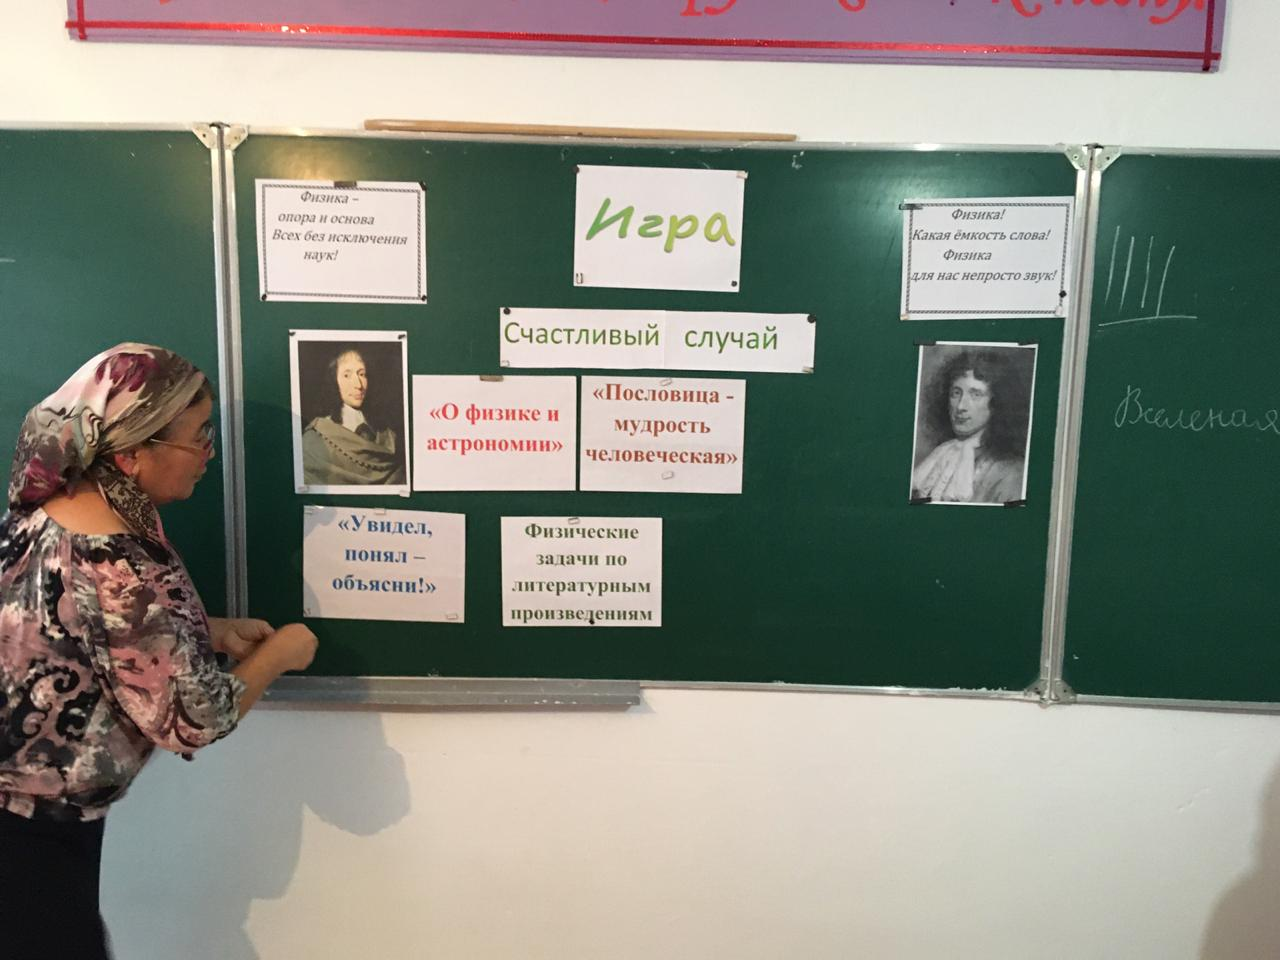 Физика –
опора и основа
Всех без исключения
наук!
Игра
Счастливый случай
Физика!
Какая ёмкость слова!
Физика
для нас непросто звук!
«О физике и
астрономии»
«Пословица -
мудрость
человеческая»
«Увидел,
понял –
объясни!»
Физические
задачи по
литературным
произведениям
Вселеная